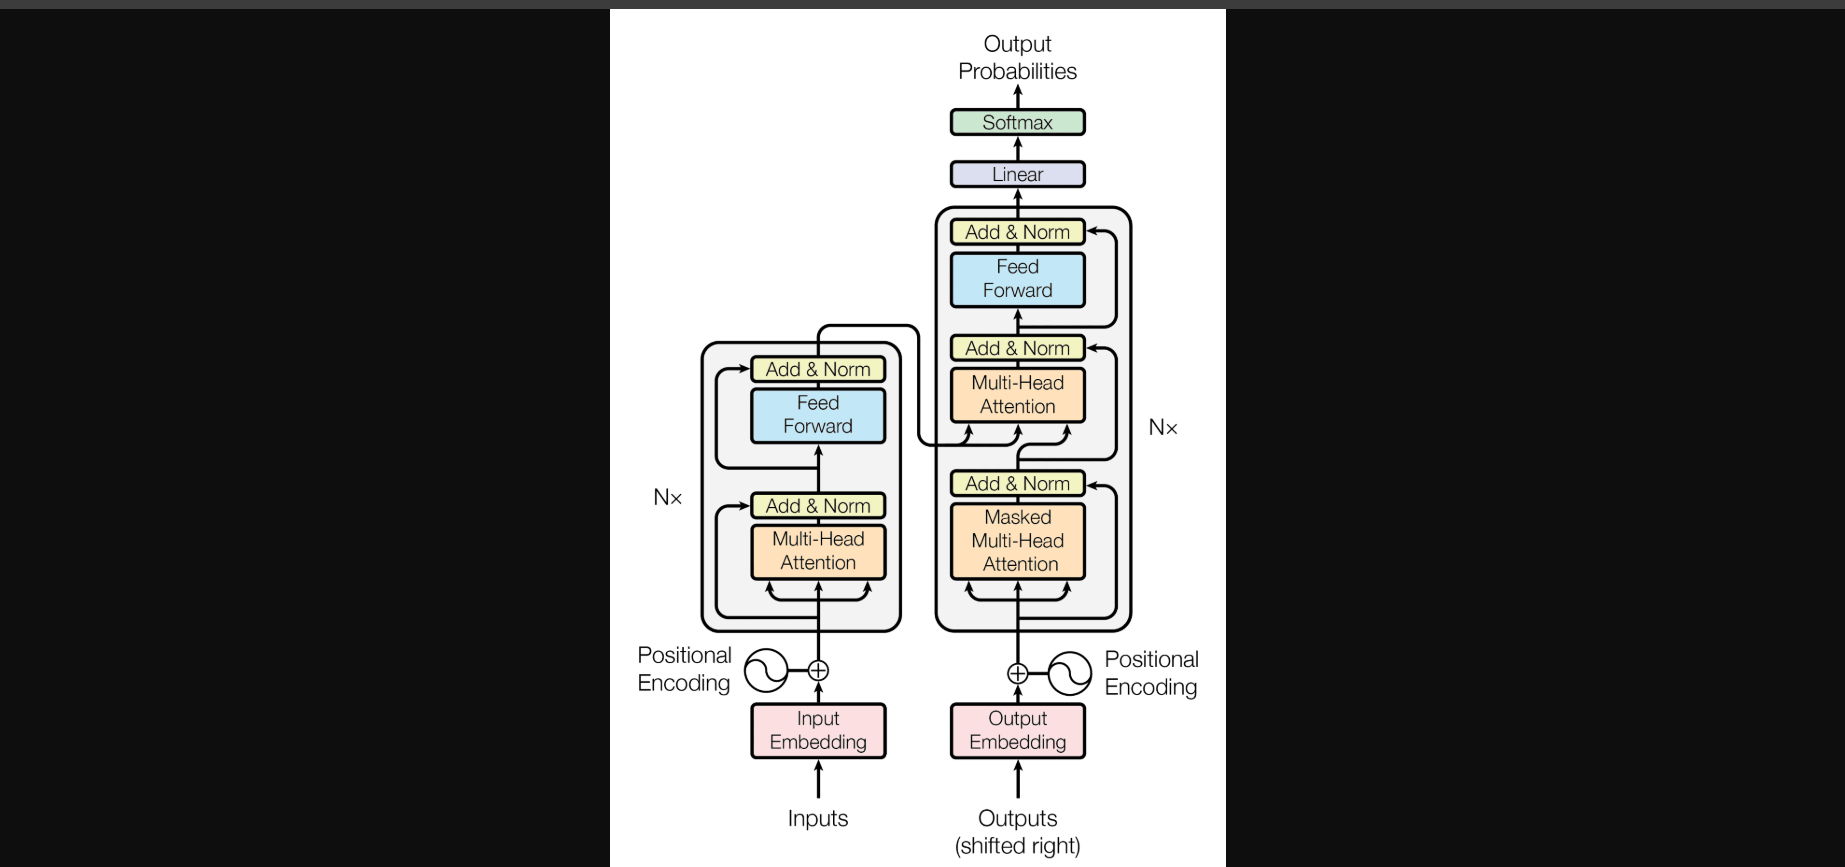 Output
Probabilities
Softmax
Linear
Add & Norm
Feed
Forward
Add & Norm
Multi-Head
Attention
Nx
Add & Norm
Masked
Multi-Head
Attention
Add & Norm
Feed
Forward
Nx
Add & Norm
Multi-Head
Attention
Positional
Encoding
Positional
Encoding
Input
Embedding
Output
Embedding
Inputs
Outputs
(shifted right)